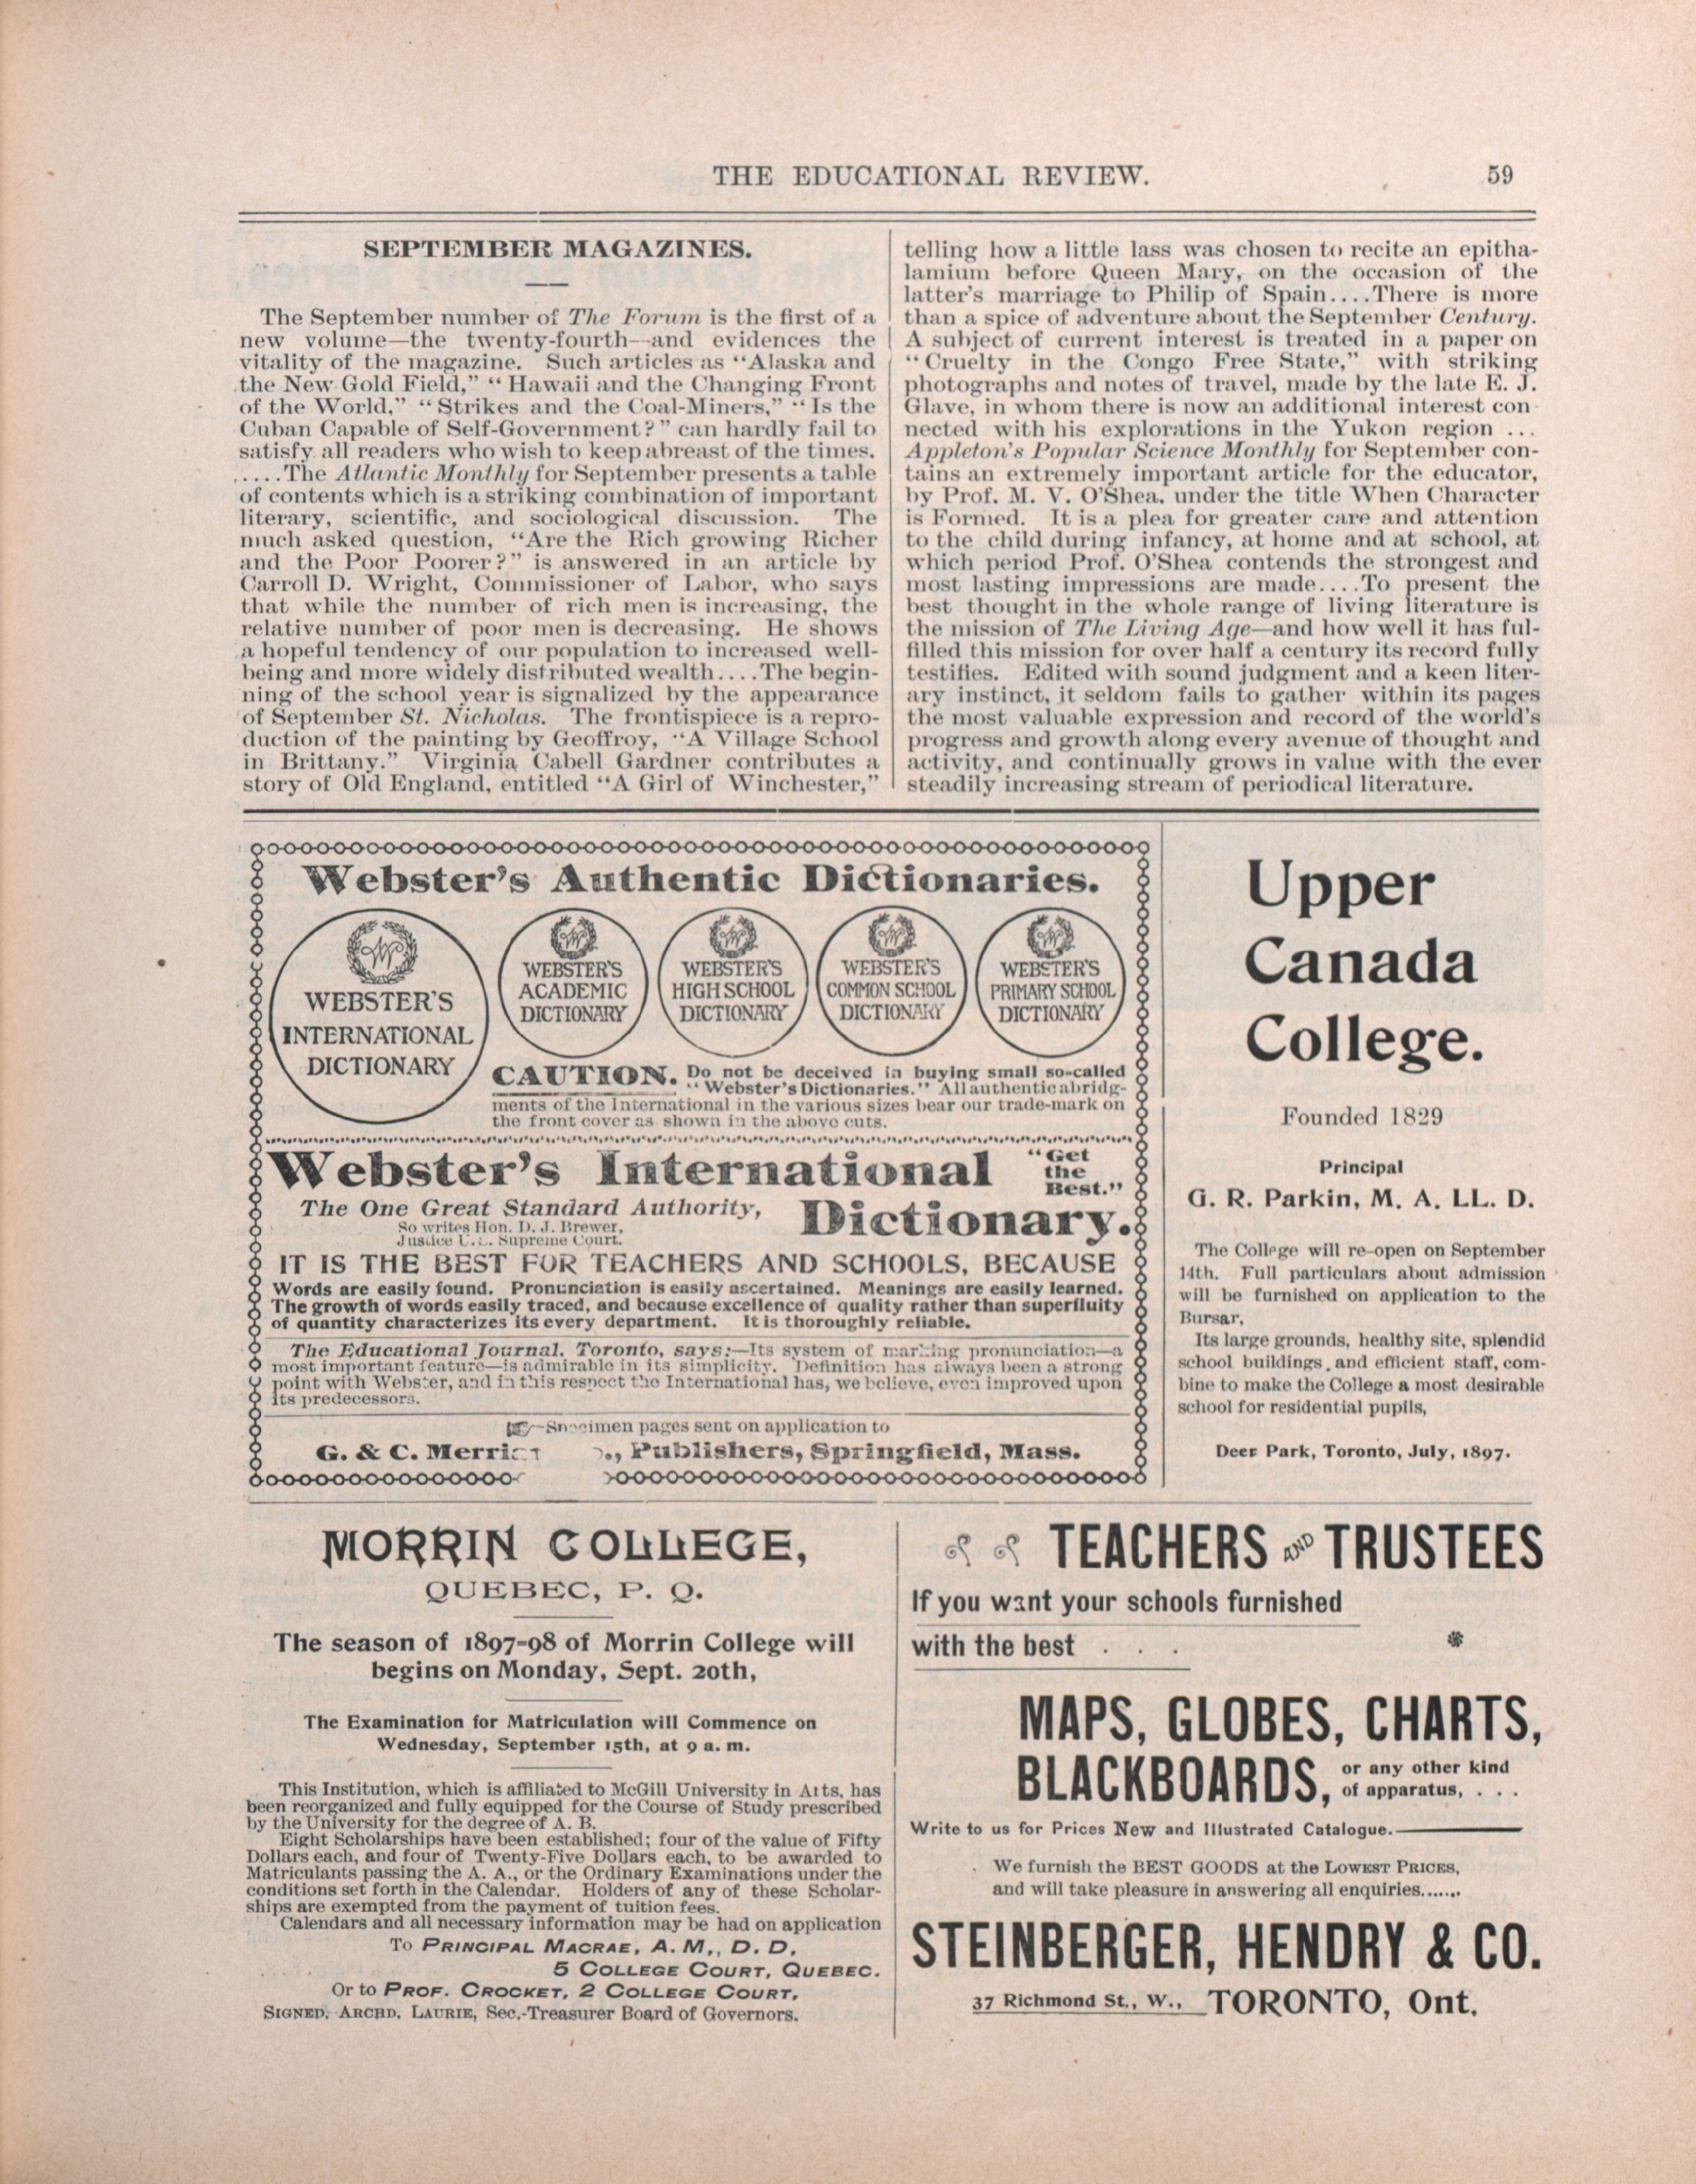 THE EDUCATIONAL REVIEW. 59
SEPTEMBER MAGAZINES.
The September number of The Forum is the first of a
new volume—the twenty-fourth—and evidences the
vitality of the magazine. Such articles as "Alaska and
the New Gold Field," "Hawaii and the Changing Front
of the World," "Strikes and the Coal-Miners," "Is the
Cuban Capable of Self-Government?" can hardly fail to
satisfy all readers who wish to keep abreast of the times.
....The Atlantic Monthly for September presents a table
of contents which is a striking combination of important
literary, scientific, and sociological discussion. The
much asked question, "Are the Rich growing Richer
and the Poor Poorer?" is answered in an article by
Carroll D. Wright, Commissioner of Labor, who says
that while the number of rich men is increasing, the
relative number of poor men is decreasing. He shows
a hopeful tendency of our population to increased well-
being and more widely distributed wealth....The begin-
ning of the school year is signalized by the appearance
of September St. Nicholas. The frontispiece is a repro-
duction of the painting by Geoffroy, "A Village School
in Brittany." Virginia Cabell Gardner contributes a
story of Old England, entitled "A Girl of Winchester,"
telling how a little lass was chosen to recite an epitha-
lamium before Queen Mary, on the occasion of the
latter's marriage to Philip of Spain....There is more
than a spice of adventure about the September Century.
A subject of current interest is treated in a paper on
"Cruelty in the Congo Free State," with striking
photographs and notes of travel, made by the late E. J.
Glave, in whom there is now an additional interest con-
nected with his explorations in the Yukon region ...
Appleton's Popular Science Monthly for September con-
tains an extremely important article for the educator,
by Prof. M. V. O'Shea, under the title When Character
is Formed. It is a plea for greater care and attention
to the child during infancy, at home and at school, at
which period Prof. O'Shea contends the strongest and
most lasting impressions are made....To present the
best thought in the whole range of living literature is
the mission of The Living Age—and how well it has ful-
filled this mission for over half a century its record fully
testifies. Edited with sound judgment and a keen liter-
ary instinct, it seldom fails to gather within its pages
the most valuable expression and record of the world's
progress and growth along every avenue of thought and
activity, and continually grows in value with the ever
steadily increasing stream of periodical literature.
Webster's Authentic Dictionaries.
WEBSTER'S
INTERNATIONAL
DICTIONARY
WEBSTER'S
ACADEMIC
DICTIONARY
WEBSTER'S
HIGH SCHOOL
DICTIONARY
WEBSTER'S
COMMON SCHOOL
DICTIONARY
WEBSTER'S
PRIMARY SCHOOL
DICTIONARY
CAUTION. Do not be deceived in buying small so-called
"Webster's Dictionaries." All authentic abridg-
ments of the International in the various sizes bear our trade-mark on
the front cover as shown in the above cuts.
Webster's International "Get the Best."
The One Great Standard Authority, Dictionary.
So writes Hon. D. J. Brewer,
Justice U.S. Supreme Court.
IT IS THE BEST FOR TEACHERS AND SCHOOLS, BECAUSE
Words are easily found. Pronunciation is easily ascertained. Meanings are easily learned.
The growth of words easily traced, and because excellence of quality rather than superfluity
of quantity characterizes its every department. It is thoroughly reliable.
The Educational Journal, Toronto, says:—Its system of marking pronunciation—a
most important feature—is admirable in its simplicity. Definition has always been a strong
point with Webster, and in this respect the International has, we believe, even improved upon
its predecessors.
Specimen pages sent on application to
G. & C. Merri ., Publishers, Springfield, Mass.
Upper
Canada
College.
Founded 1829
Principal
G. R. Parkin, M. A. LL. D.
The College will re-open on September
14th. Full particulars about admission
will be furnished on application to the
Bursar,
Its large grounds, healthy site, splendid
school buildings, and efficient staff, com-
bine to make the College a most desirable
school for residential pupils,
Deer Park, Toronto, July, 1897.
MORRIN COLLEGE,
QUEBEC, P. Q.
The season of 1897-98 of Morrin College will
begins on Monday, Sept. 20th,
The Examination for Matriculation will Commence on
Wednesday, September 15th, at 9 a. m.
This Institution, which is affiliated to McGill University in Arts, has
been reorganized and fully equipped for the Course of Study prescribed
by the University for the degree of A. B.
Eight Scholarships have been established; four of the value of Fifty
Dollars each, and four of Twenty-Five Dollars each, to be awarded to
Matriculants passing the A. A., or the Ordinary Examinations under the
conditions set forth in the Calendar. Holders of any of these Scholar-
ships are exempted from the payment of tuition fees.
Calendars and all necessary information may be had on application
To PRINCIPAL MACRAE, A. M., D. D,
5 COLLEGE COURT, QUEBEC.
Or to PROF. CROCKET, 2 COLLEGE COURT,
SIGNED, ARCHD. LAURIE, Sec.-Treasurer Board of Governors.
TEACHERS AND TRUSTEES
If you want your schools furnished
with the best . . .
MAPS, GLOBES, CHARTS,
BLACKBOARDS, or any other kind
of apparatus, . . .
Write to us for Prices New and Illustrated Catalogue.
We furnish the BEST GOODS at the LOWEST PRICES,
and will take pleasure in answering all enquiries.......
STEINBERGER, HENDRY & CO.
37 Richmond St., W., TORONTO, Ont.